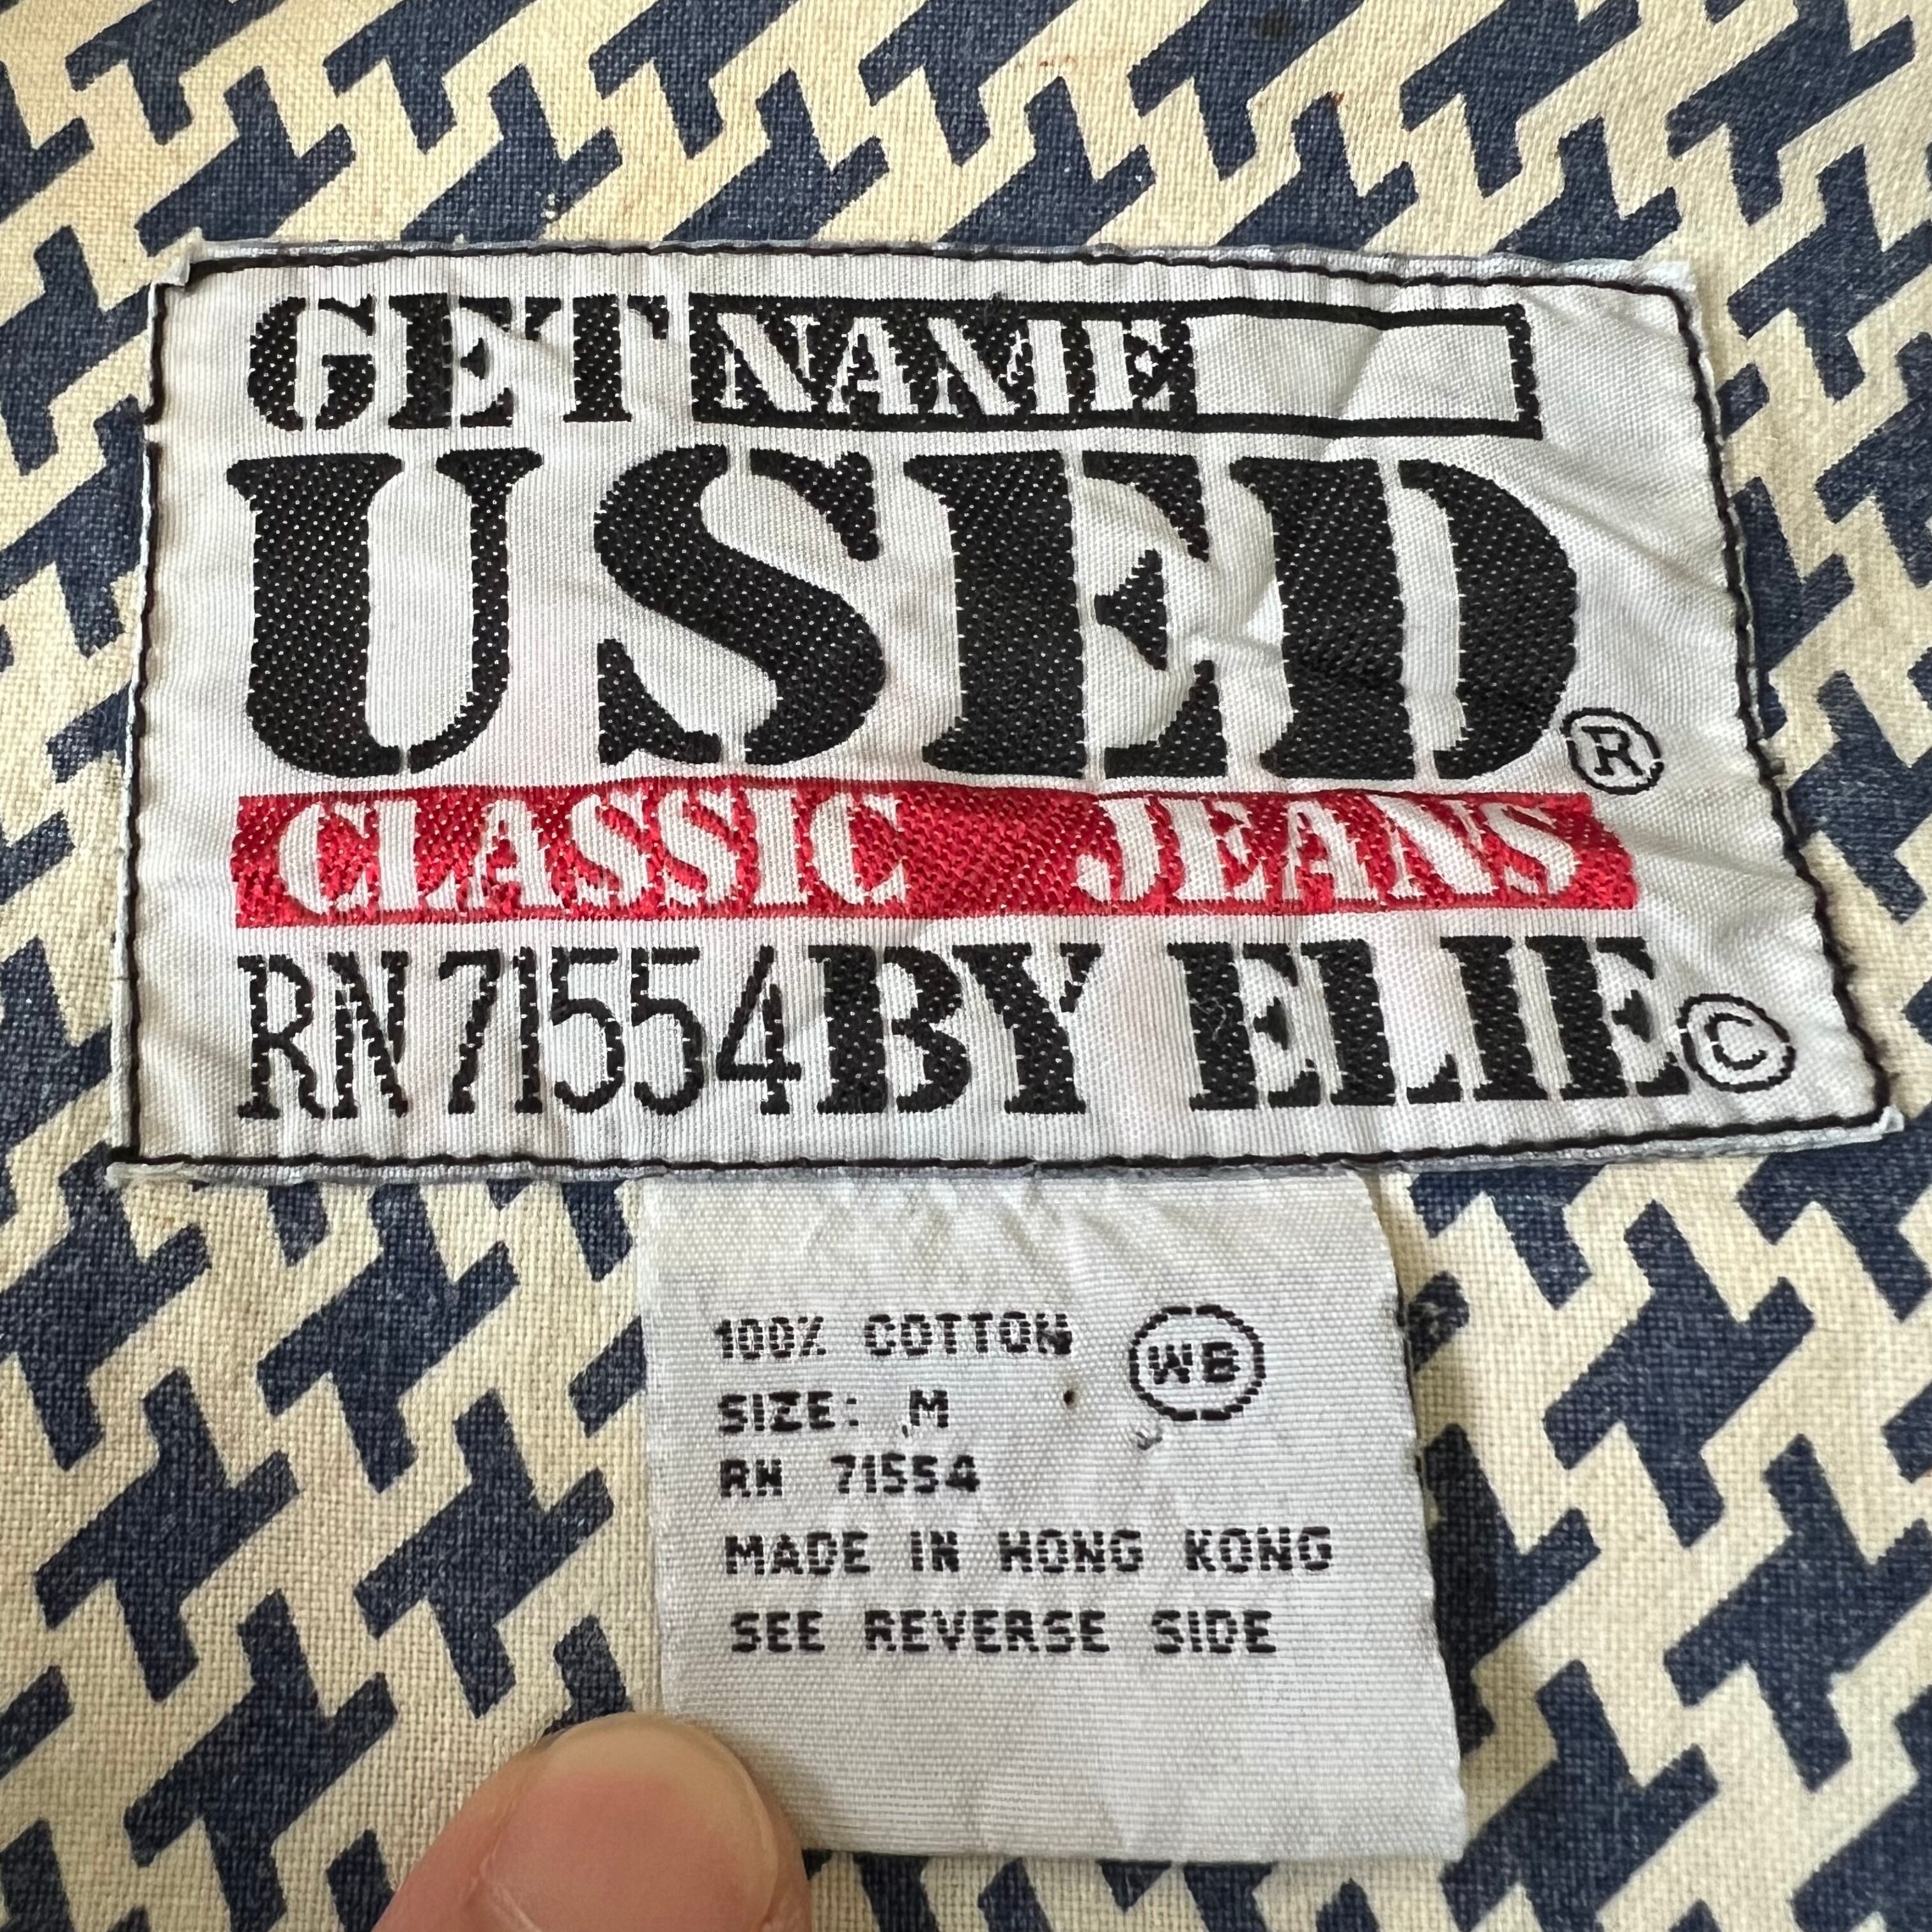 GET NAME
USED®
CLASSIC JEANS
RN 71554 BY ELIE©
100% COTTON WB
SIZE: M
RN 71554
MADE IN HONG KONG
SEE REVERSE SIDE